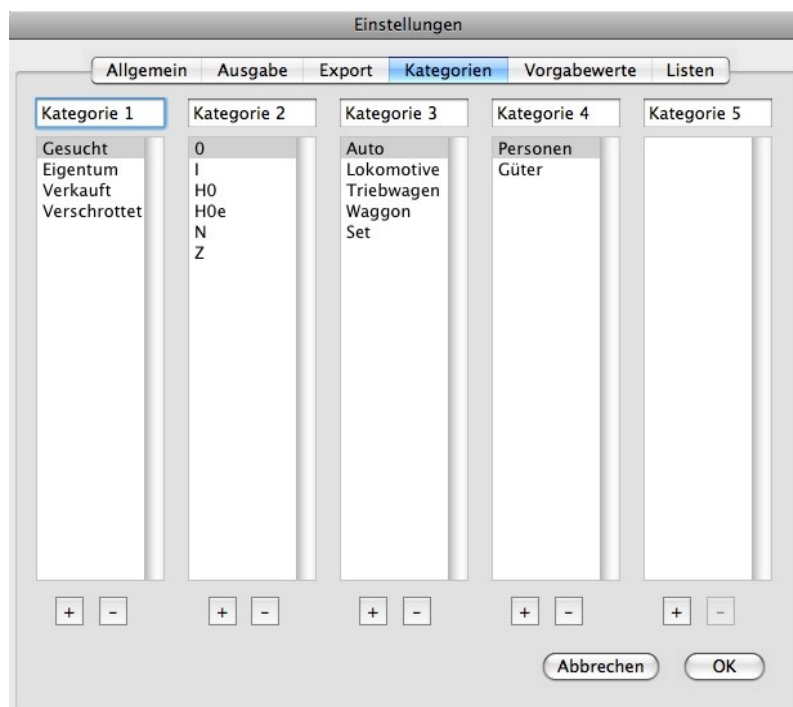 Einstellungen
Allgemein Ausgabe Export Kategorien Vorgabewerte Listen
Kategorie 1 Kategorie 2 Kategorie 3 Kategorie 4 Kategorie 5
Gesucht 0 Auto Personen
Eigentum I Lokomotive Güter
Verkauft H0 Triebwagen
Verschrottet H0e Waggon
N Set
Z
+ - + - + - + - + -
Abbrechen OK